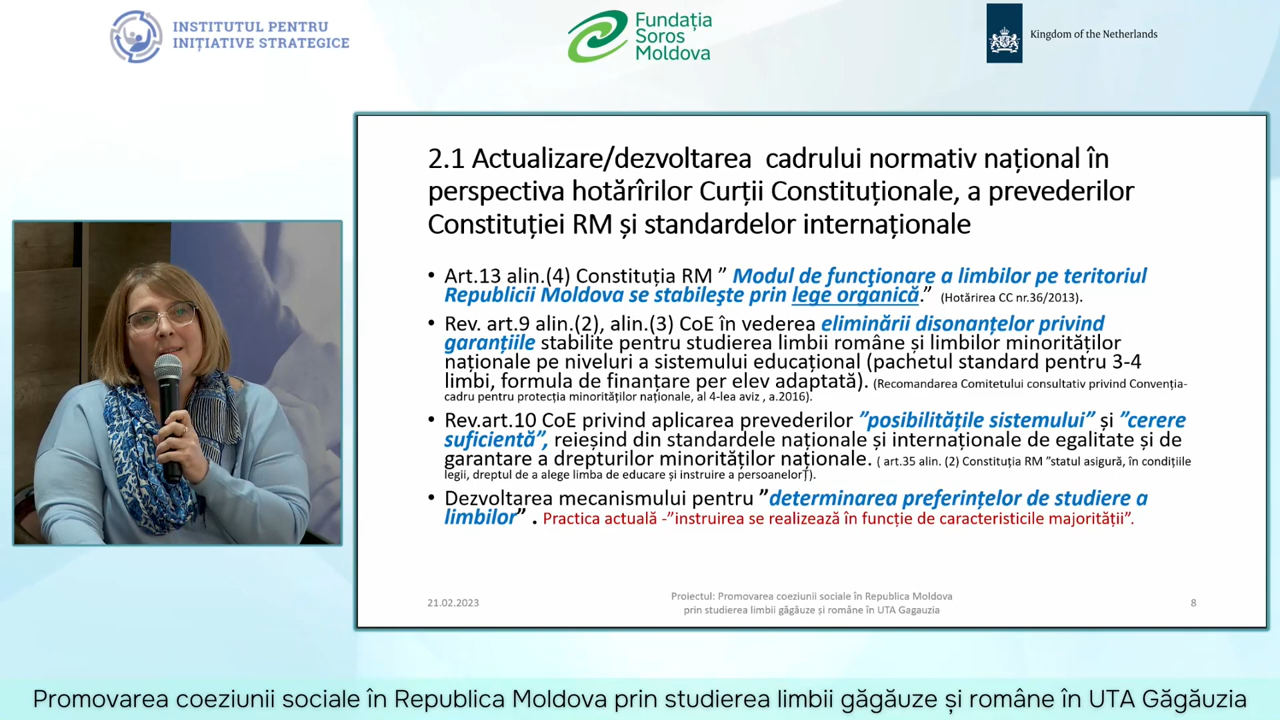 INSTITUTUL PENTRU
INIȚIATIVE STRATEGICE
Fundația
Soros
Moldova
Kingdom of the Netherlands
2.1 Actualizare/dezvoltarea cadrului normativ național în
perspectiva hotărîrilor Curții Constituționale, a prevederilor
Constituției RM și standardelor internaționale
• Art.13 alin.(4) Constituția RM ” Modul de funcţionare a limbilor pe teritoriul
Republicii Moldova se stabileşte prin lege organică.” (Hotărirea CC nr.36/2013).
• Rev. art.9 alin.(2), alin.(3) CoE în vederea eliminării disonanțelor privind
garanțiile stabilite pentru studierea limbii române și limbilor minorităților
naționale pe niveluri a sistemului educațional (pachetul standard pentru 3-4
limbi, formula de finanțare per elev adaptată). (Recomandarea Comitetului consultativ privind Convenția-
cadru pentru protecția minorităților naționale, al 4-lea aviz , a.2016).
• Rev.art.10 CoE privind aplicarea prevederilor ”posibilitățile sistemului” și ”cerere
suficientă”, reieșind din standardele naționale și internaționale de egalitate și de
garantare a drepturilor minorităților naționale. ( art.35 alin. (2) Constituția RM ”statul asigură, în condițiile
legii, dreptul de a alege limba de educare și instruire a persoanelor†).
• Dezvoltarea mecanismului pentru ”determinarea preferințelor de studiere a
limbilor” . Practica actuală -”instruirea se realizează în funcție de caracteristicile majorității”.
21.02.2023
Proiectul: Promovarea coeziunii sociale în Republica Moldova
prin studierea limbii găgăuze și române în UTA Gagauzia
8
Promovarea coeziunii sociale în Republica Moldova prin studierea limbii găgăuze și române în UTA Găgăuzia